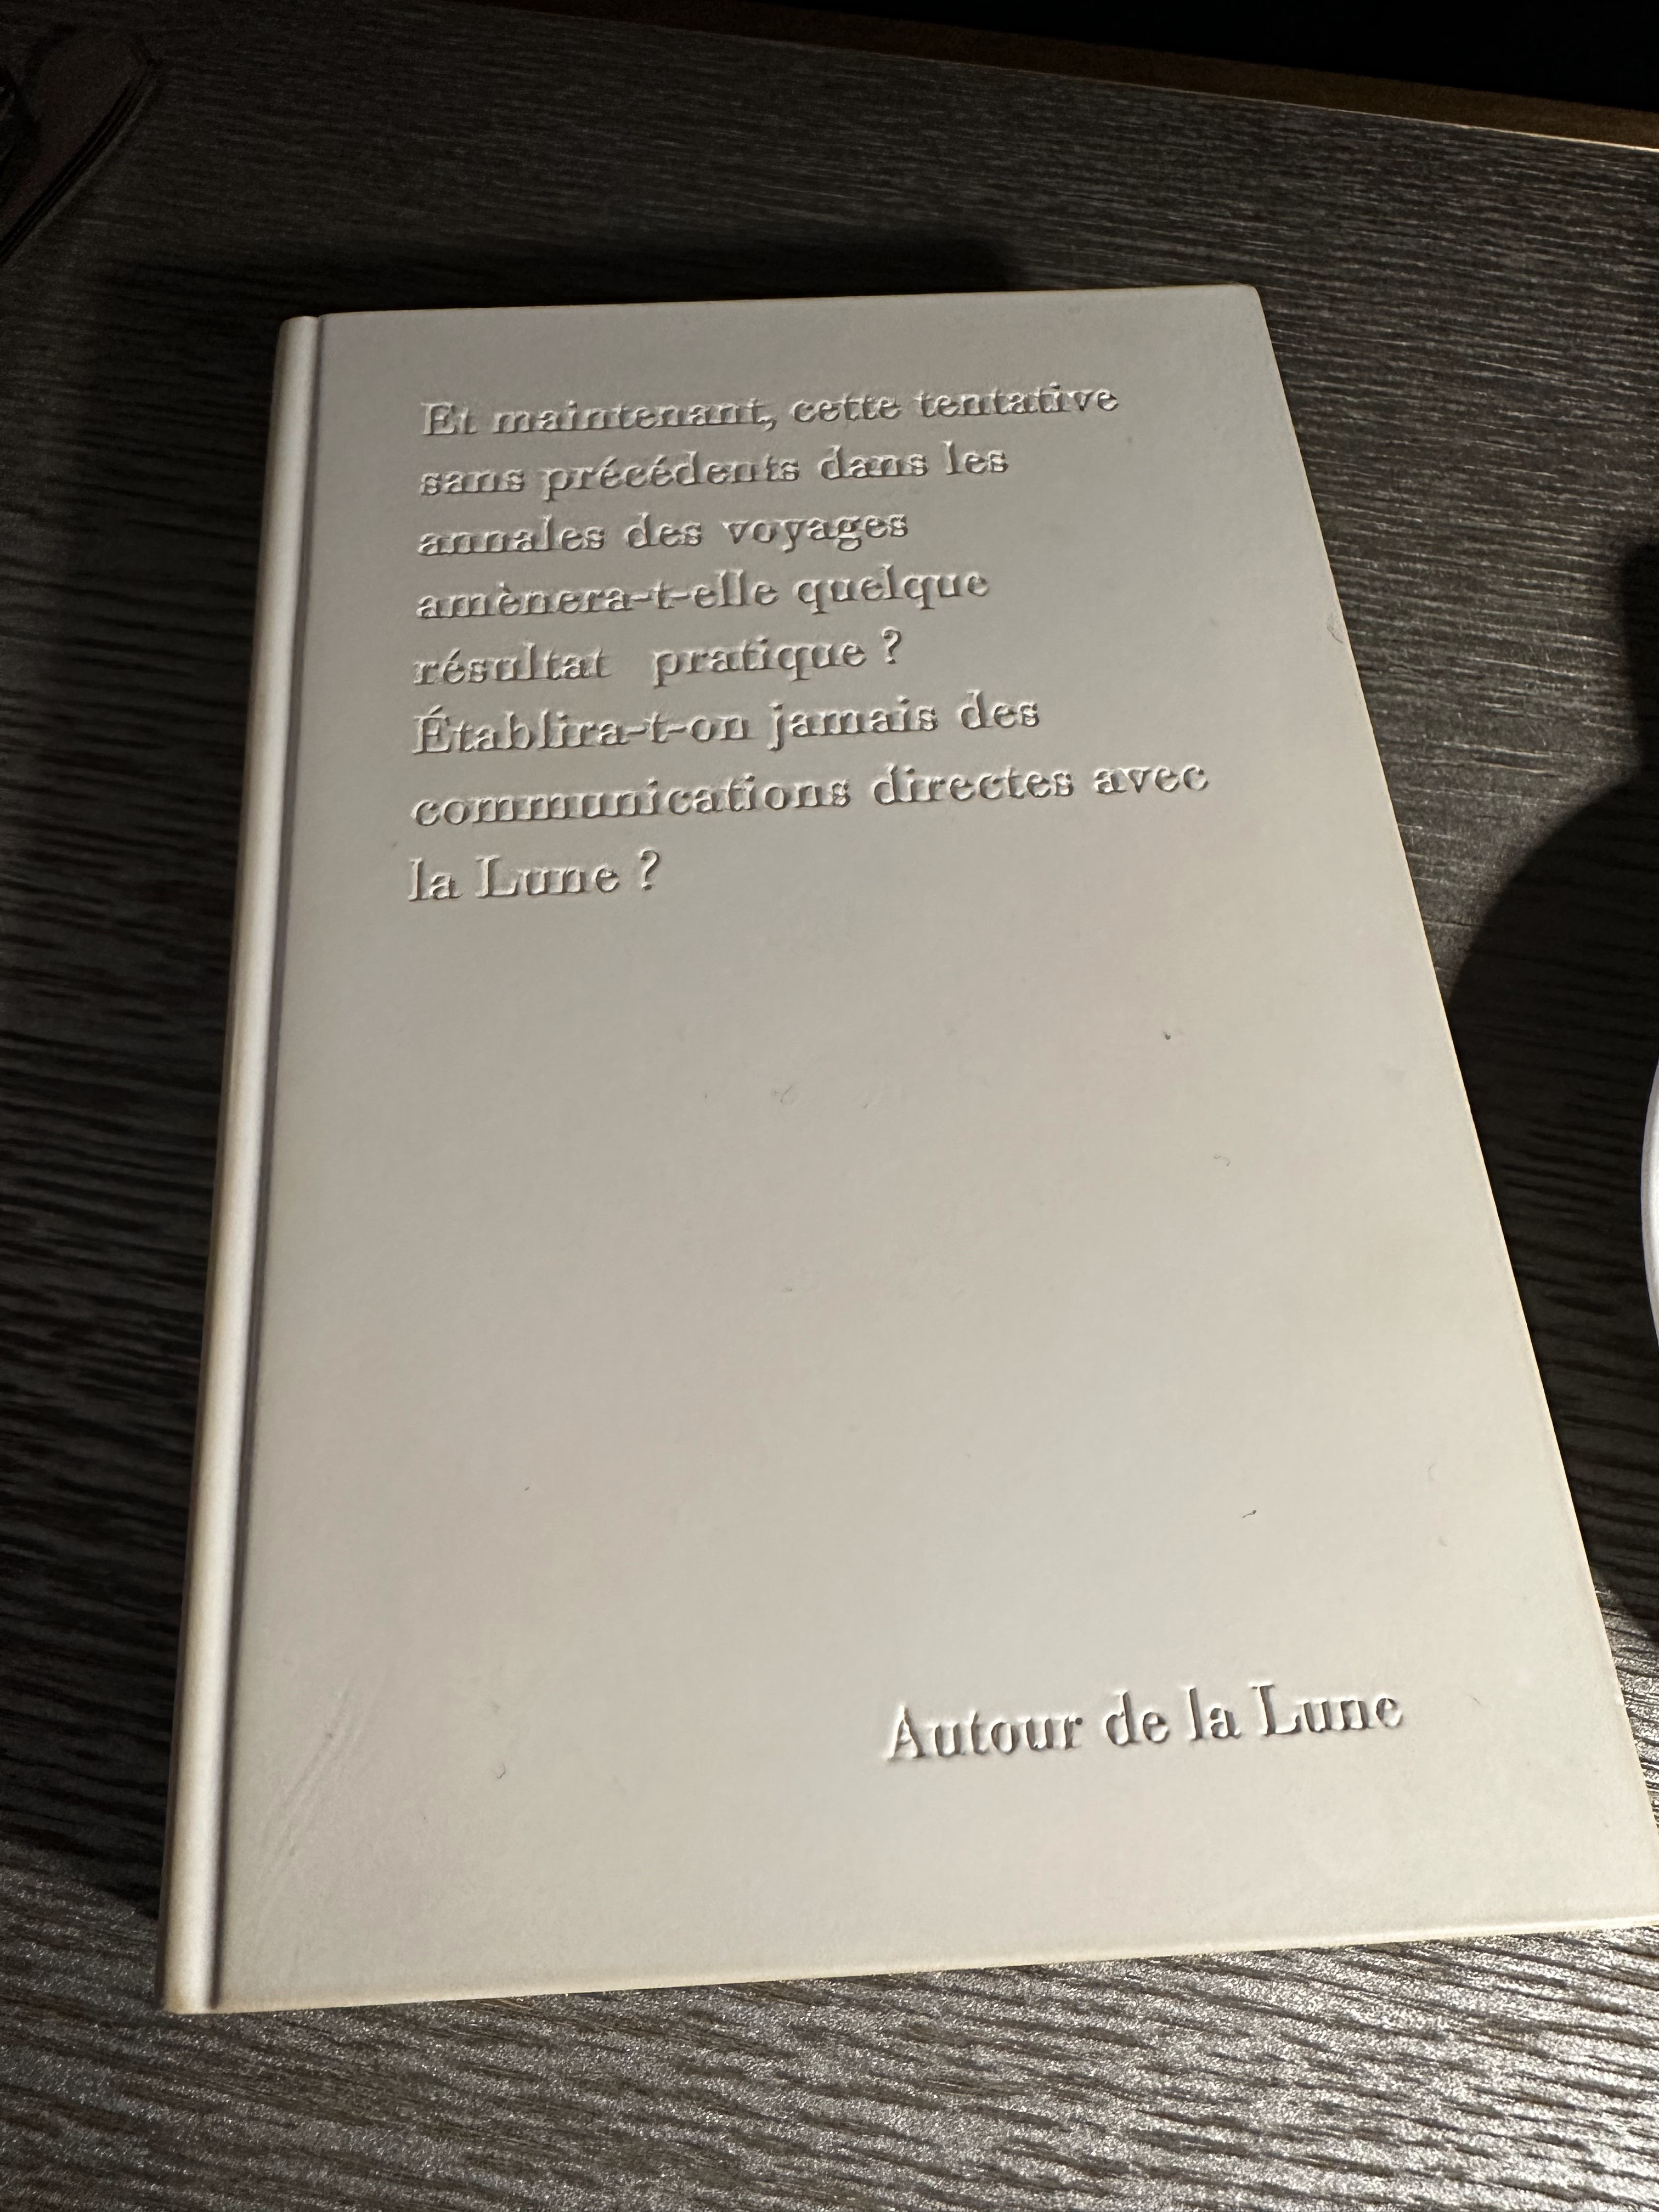 Et maintenant, cette tentative
sans précédents dans les
annales des voyages
amènera-t-elle quelque
résultat pratique ?
Établira-t-on jamais des
communications directes avec
la Lune ?
Autour de la Lune